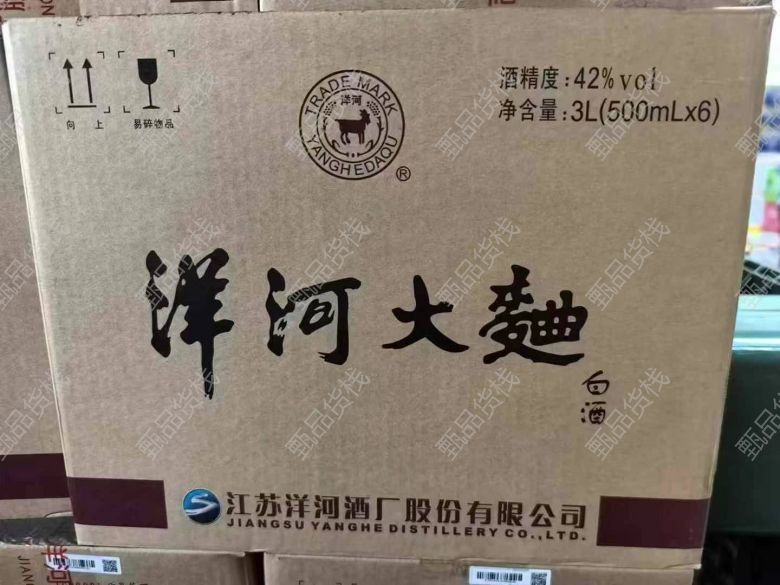 酒精度:42%vol
净含量:3L(500mLx6)
向 上
易碎物品
TRADE MARK
洋河
YANGHEDAQU
®
洋河大麯
白酒
江苏洋河酒厂股份有限公司
JIANGSU YANGHE DISTILLERY CO.,LTD.
甄品货栈